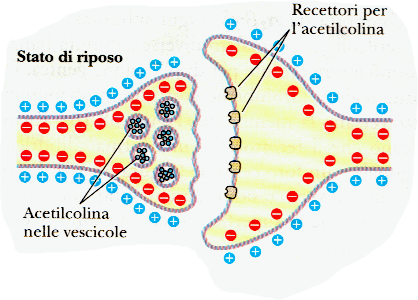 Recettori per
l'acetilcolina
Stato di riposo
Acetilcolina
nelle vescicole